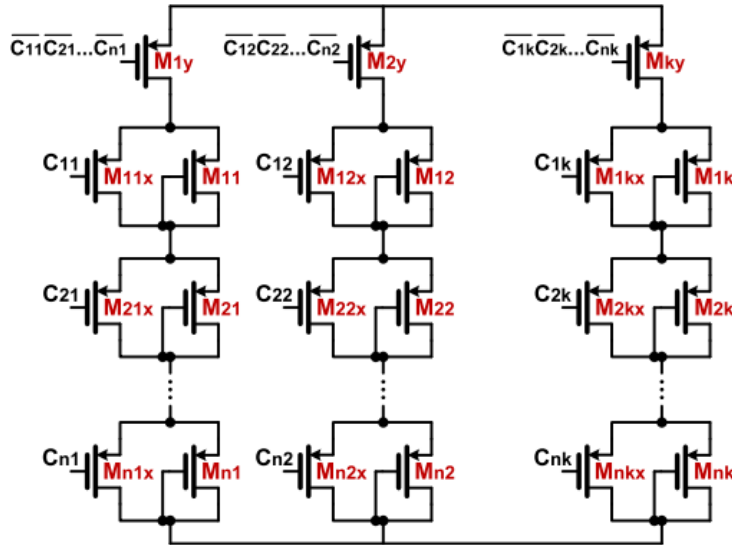 C11C21...Cn1 C12C22...Cn2 C1kC2k...Cnk
M1y M2y Mky
C11 M11x M11 C12 M12x M12 C1k M1kx M1k
C21 M21x M21 C22 M22x M22 C2k M2kx M2k
Cn1 Mn1x Mn1 Cn2 Mn2x Mn2 Cnk Mnkx Mnk